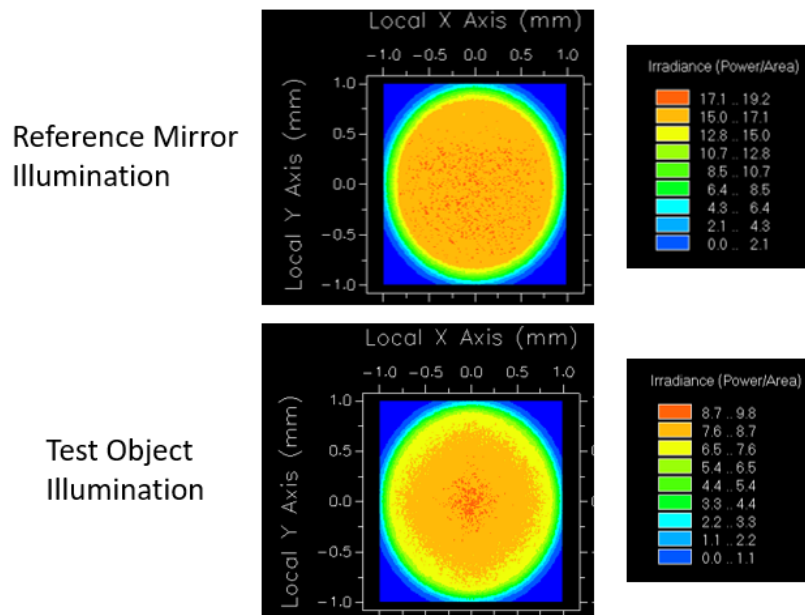 Local X Axis (mm)
-1.0 -0.5 0.0 0.5 1.0
Reference Mirror
Illumination
Local Y Axis (mm)
1.0
0.5
0.0
-0.5
-1.0
Irradiance (Power/Area)
17.1 .. 19.2
15.0 .. 17.1
12.8 .. 15.0
10.7 .. 12.8
8.5 .. 10.7
6.4 .. 8.5
4.3 .. 6.4
2.1 .. 4.3
0.0 .. 2.1
Local X Axis (mm)
-1.0 -0.5 0.0 0.5 1.0
Test Object
Illumination
Local Y Axis (mm)
1.0
0.5
0.0
-0.5
-1.0
Irradiance (Power/Area)
8.7 .. 9.8
7.6 .. 8.7
6.5 .. 7.6
5.4 .. 6.5
4.4 .. 5.4
3.3 .. 4.4
2.2 .. 3.3
1.1 .. 2.2
0.0 .. 1.1